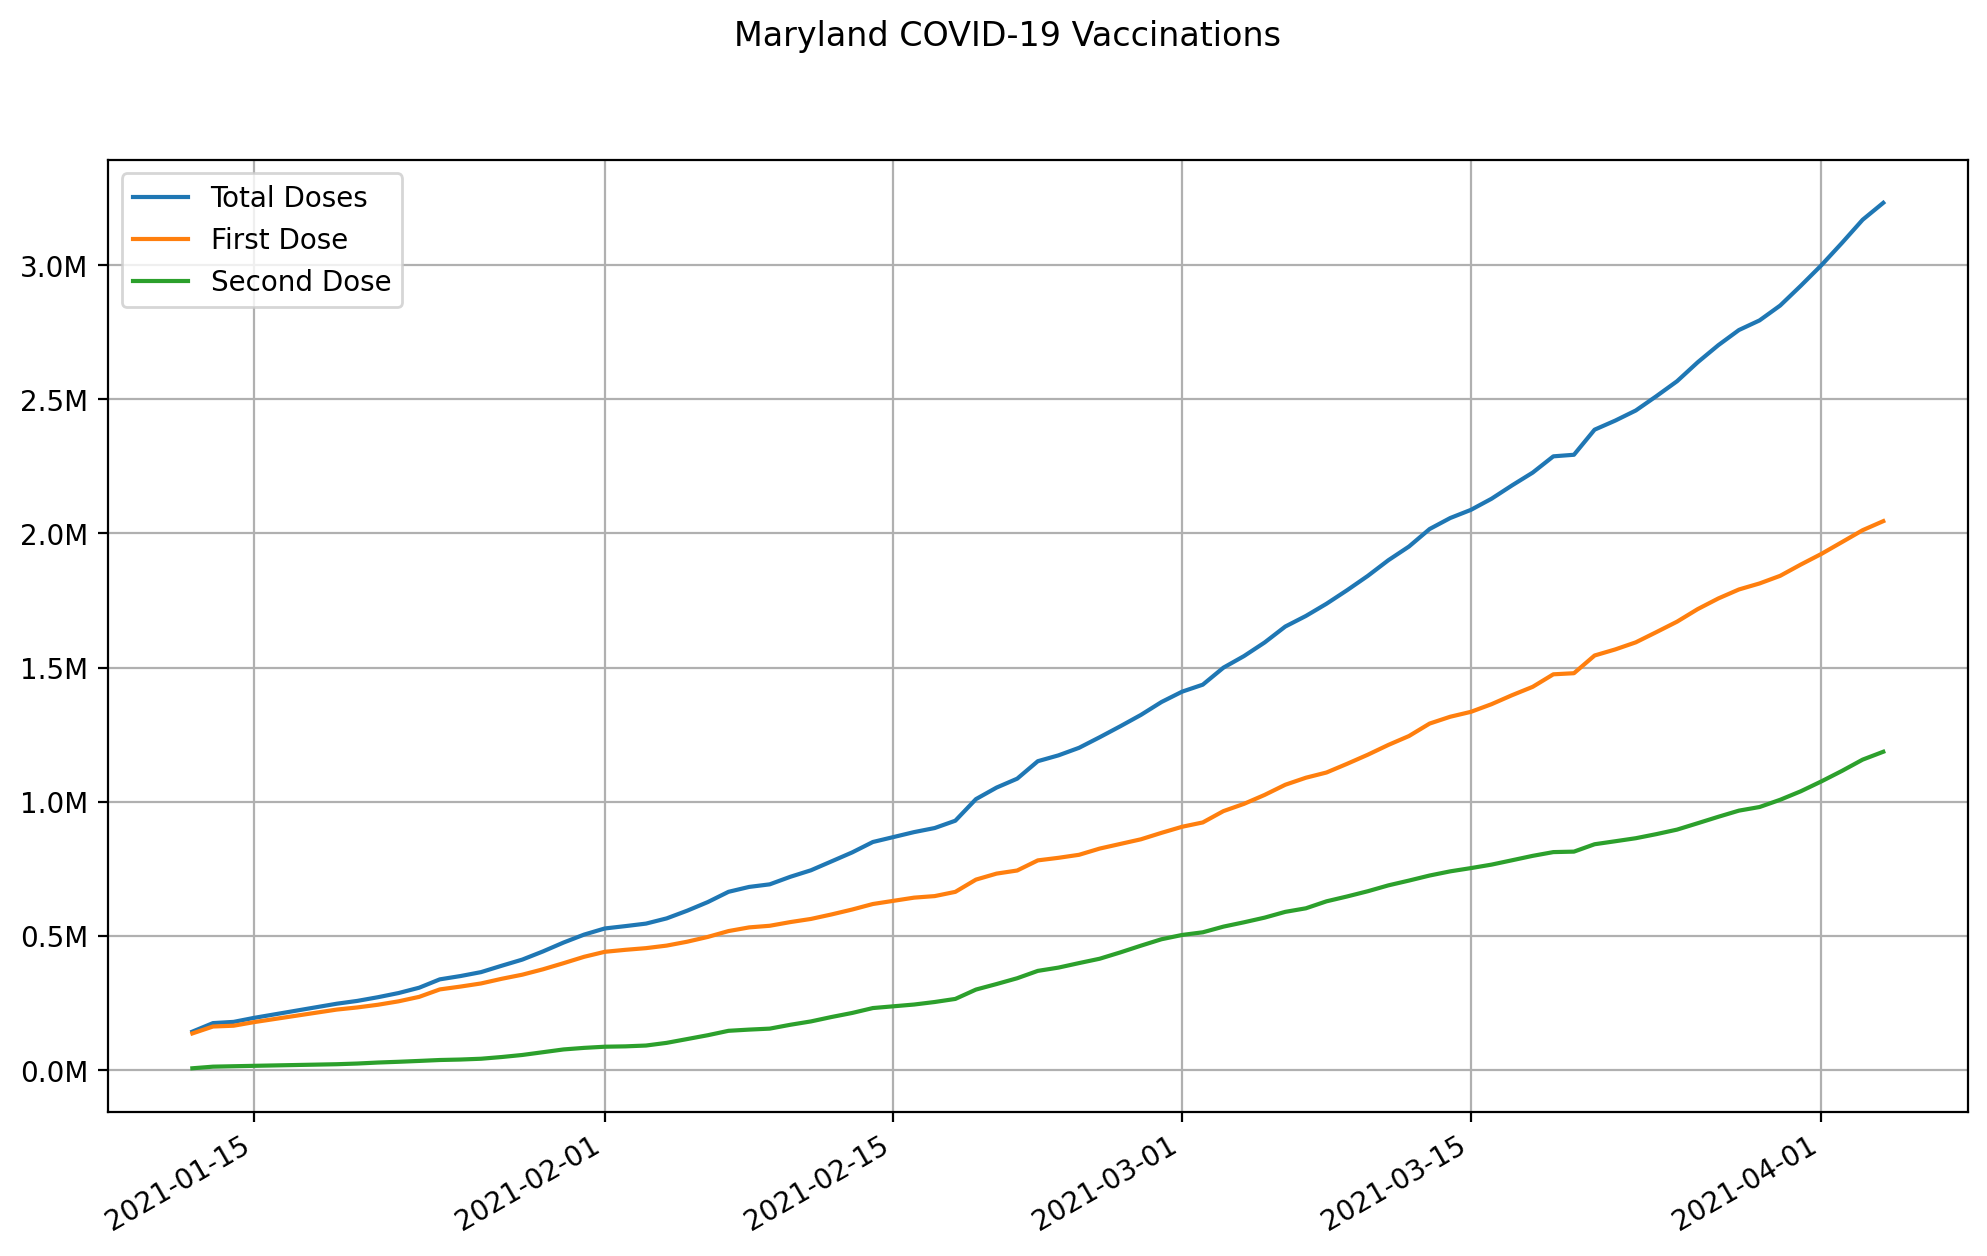 Maryland COVID-19 Vaccinations
Total Doses
First Dose
Second Dose
3.0M
2.5M
2.0M
1.5M
1.0M
0.5M
0.0M
2021-01-15
2021-02-01
2021-02-15
2021-03-01
2021-03-15
2021-04-01